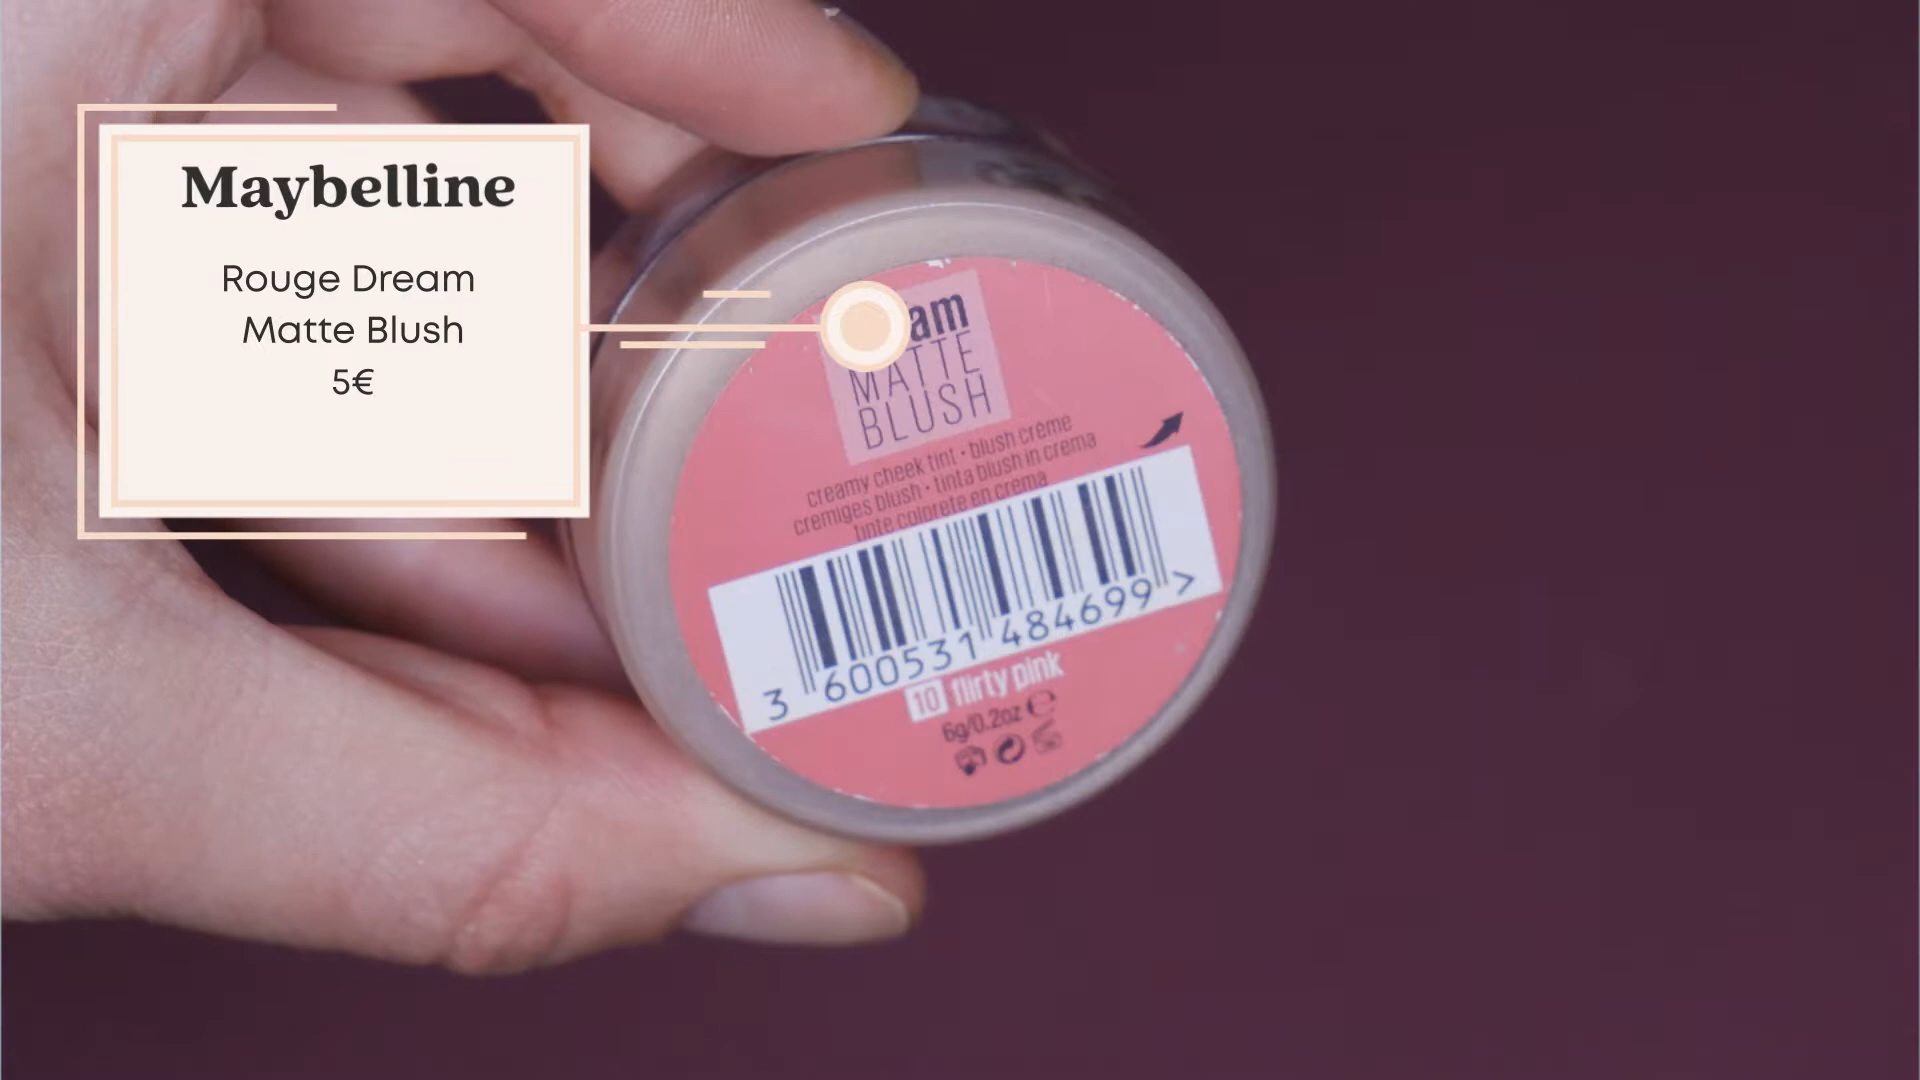 Maybelline
Rouge Dream
Matte Blush
5€
am
MATTE
BLUSH
creamy cheek tint • blush crème
cremiges blush • tinta blush in crema
tinte colorete en crema
3 600531 484699 >
10 flirty pink
6g/0.2oz e